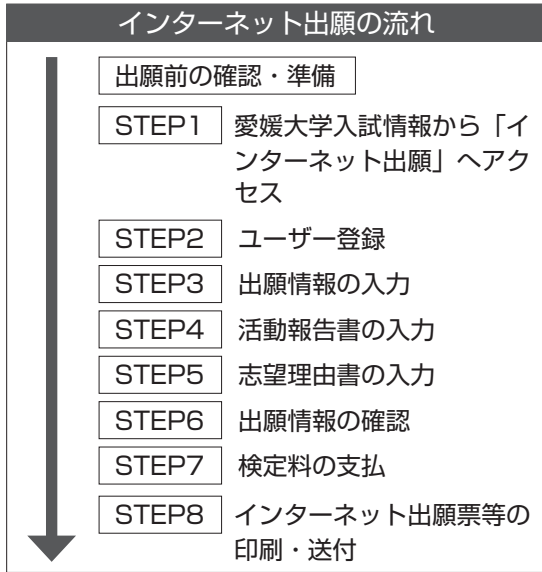 インターネット出願の流れ
出願前の確認・準備
STEP1 愛媛大学入試情報から「イ
ンターネット出願」へアク
セス
STEP2 ユーザー登録
STEP3 出願情報の入力
STEP4 活動報告書の入力
STEP5 志望理由書の入力
STEP6 出願情報の確認
STEP7 検定料の支払
STEP8 インターネット出願票等の
印刷・送付